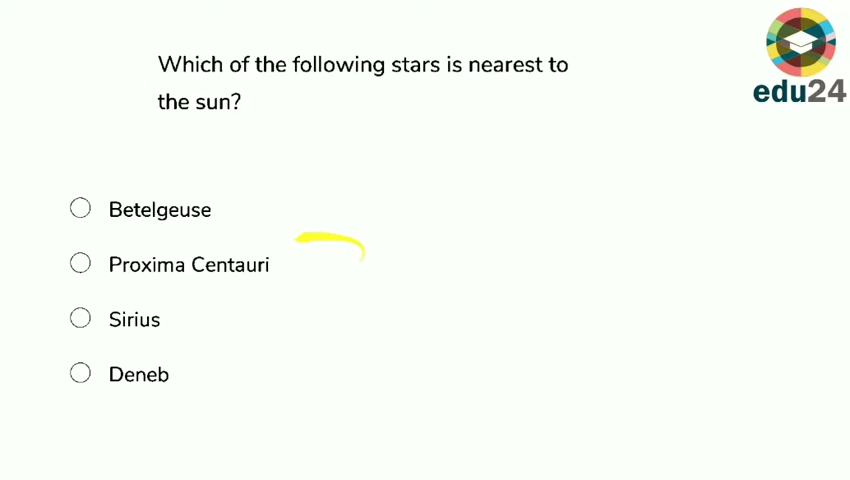 edu24
Which of the following stars is nearest to
the sun?
Betelgeuse
Proxima Centauri
Sirius
Deneb